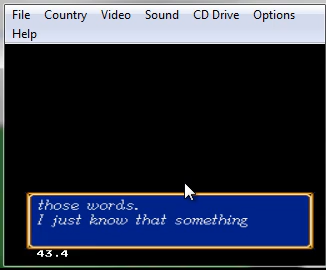 File Country Video Sound CD Drive Options
Help
those words.
I just know that something
43.4